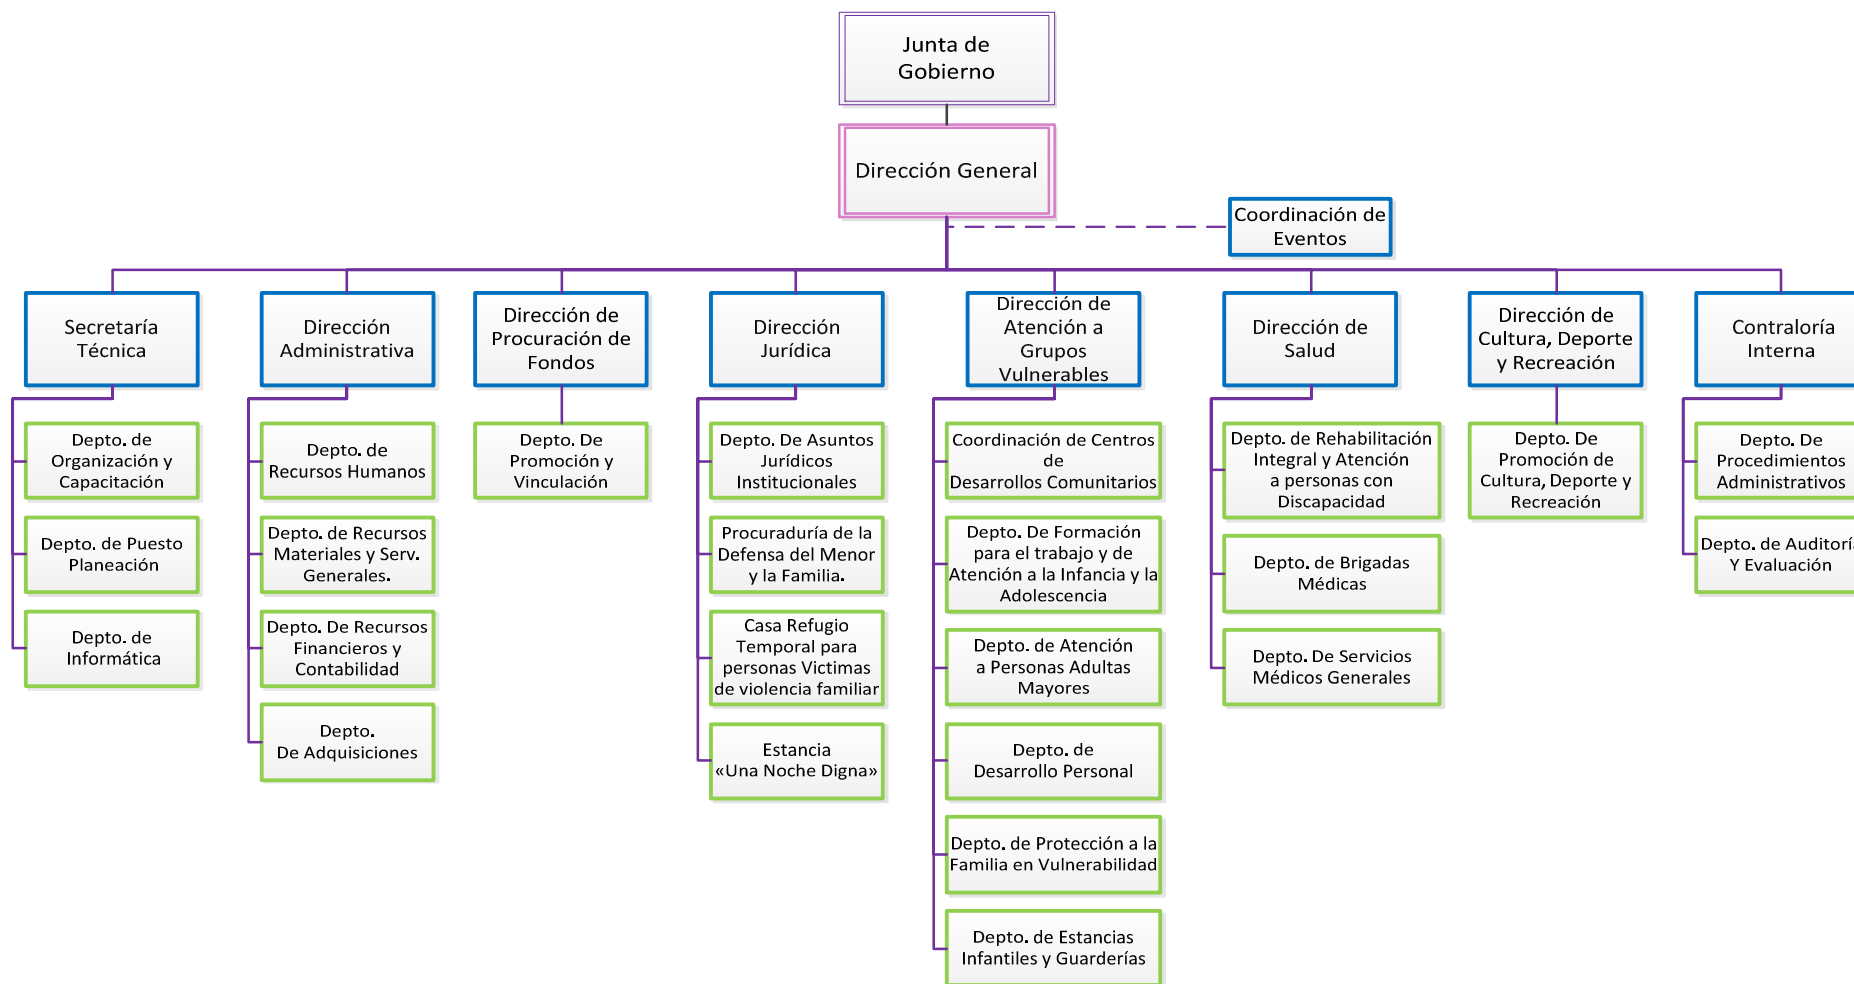 Junta de
Gobierno
Dirección General
Coordinación de
Eventos
Secretaría
Técnica
Dirección
Administrativa
Dirección de
Procuración de
Fondos
Dirección
Jurídica
Dirección de
Atención a
Grupos
Vulnerables
Dirección de
Salud
Dirección de
Cultura, Deporte
y Recreación
Contraloría
Interna
Depto. de
Organización y
Capacitación
Depto. de Puesto
Planeación
Depto. de
Informática
Depto. de
Recursos Humanos
Depto. de Recursos
Materiales y Serv.
Generales.
Depto. De Recursos
Financieros y
Contabilidad
Depto.
De Adquisiciones
Depto. De
Promoción y
Vinculación
Depto. De Asuntos
Jurídicos
Institucionales
Procuraduría de la
Defensa del Menor
y la Familia.
Casa Refugio
Temporal para
personas Victimas
de violencia familiar
Estancia
«Una Noche Digna»
Coordinación de Centros
de
Desarrollos Comunitarios
Depto. De Formación
para el trabajo y de
Atención a la Infancia y la
Adolescencia
Depto. de Atención
a Personas Adultas
Mayores
Depto. de
Desarrollo Personal
Depto. de Protección a la
Familia en Vulnerabilidad
Depto. de Estancias
Infantiles y Guarderías
Depto. de Rehabilitación
Integral y Atención
a personas con
Discapacidad
Depto. de Brigadas
Médicas
Depto. De Servicios
Médicos Generales
Depto. De
Promoción de
Cultura, Deporte y
Recreación
Depto. De
Procedimientos
Administrativos
Depto. de Auditoría
Y Evaluación